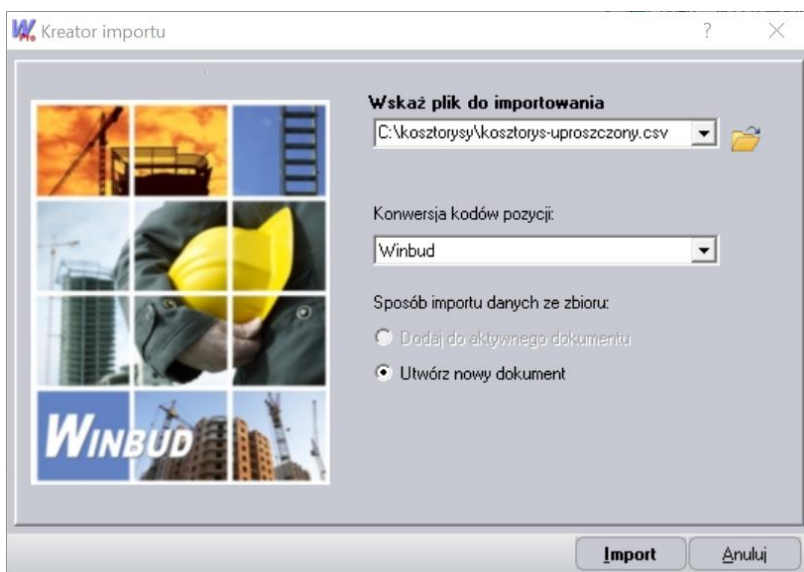 Kreator importu
Wskaż plik do importowania
C:\kosztorysy\kosztorys-uproszczony.csv
Konwersja kodów pozycji:
Winbud
Sposób importu danych ze zbioru:
Dodaj do aktywnego dokumentu
Utwórz nowy dokument
WINBUD
Import
Anuluj